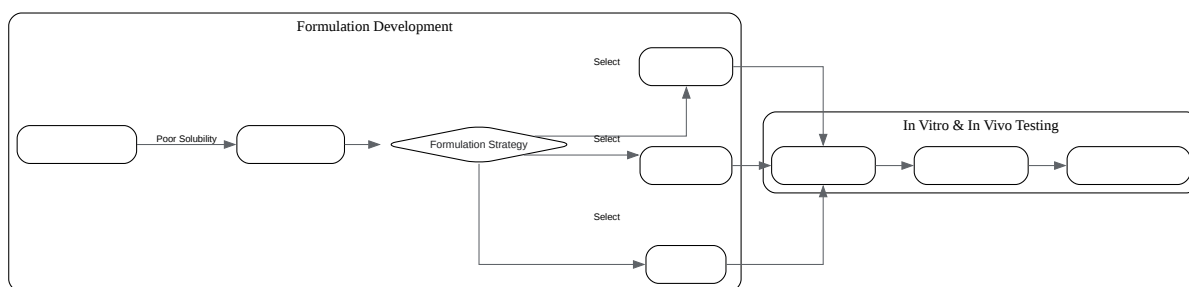 Formulation Development
Select
In Vitro & In Vivo Testing
Poor Solubility
Formulation Strategy
Select
Select